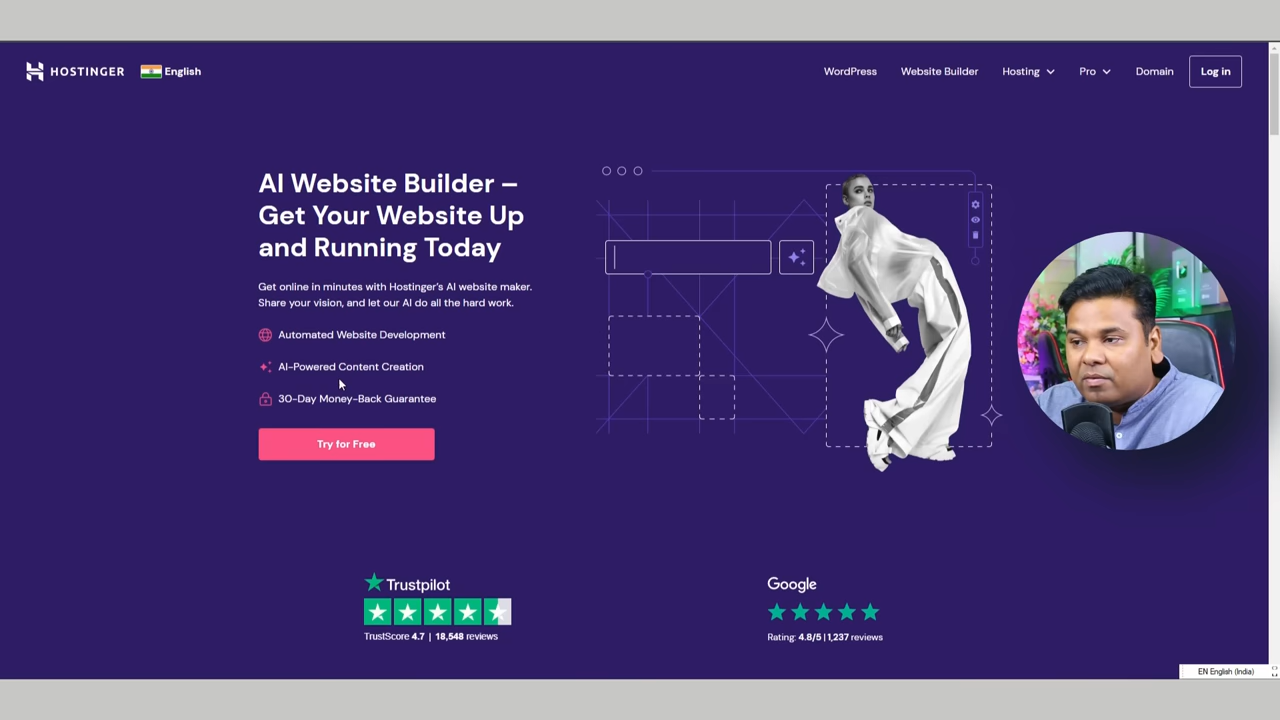 HOSTINGER
English
WordPress
Website Builder
Hosting
Pro
Domain
Log in
AI Website Builder –
Get Your Website Up
and Running Today
Get online in minutes with Hostinger's AI website maker.
Share your vision, and let our AI do all the hard work.
Automated Website Development
AI-Powered Content Creation
30-Day Money-Back Guarantee
Try for Free
Trustpilot
TrustScore 4.7 | 18,548 reviews
Google
Rating: 4.8/5 | 1,237 reviews
EN English (India)